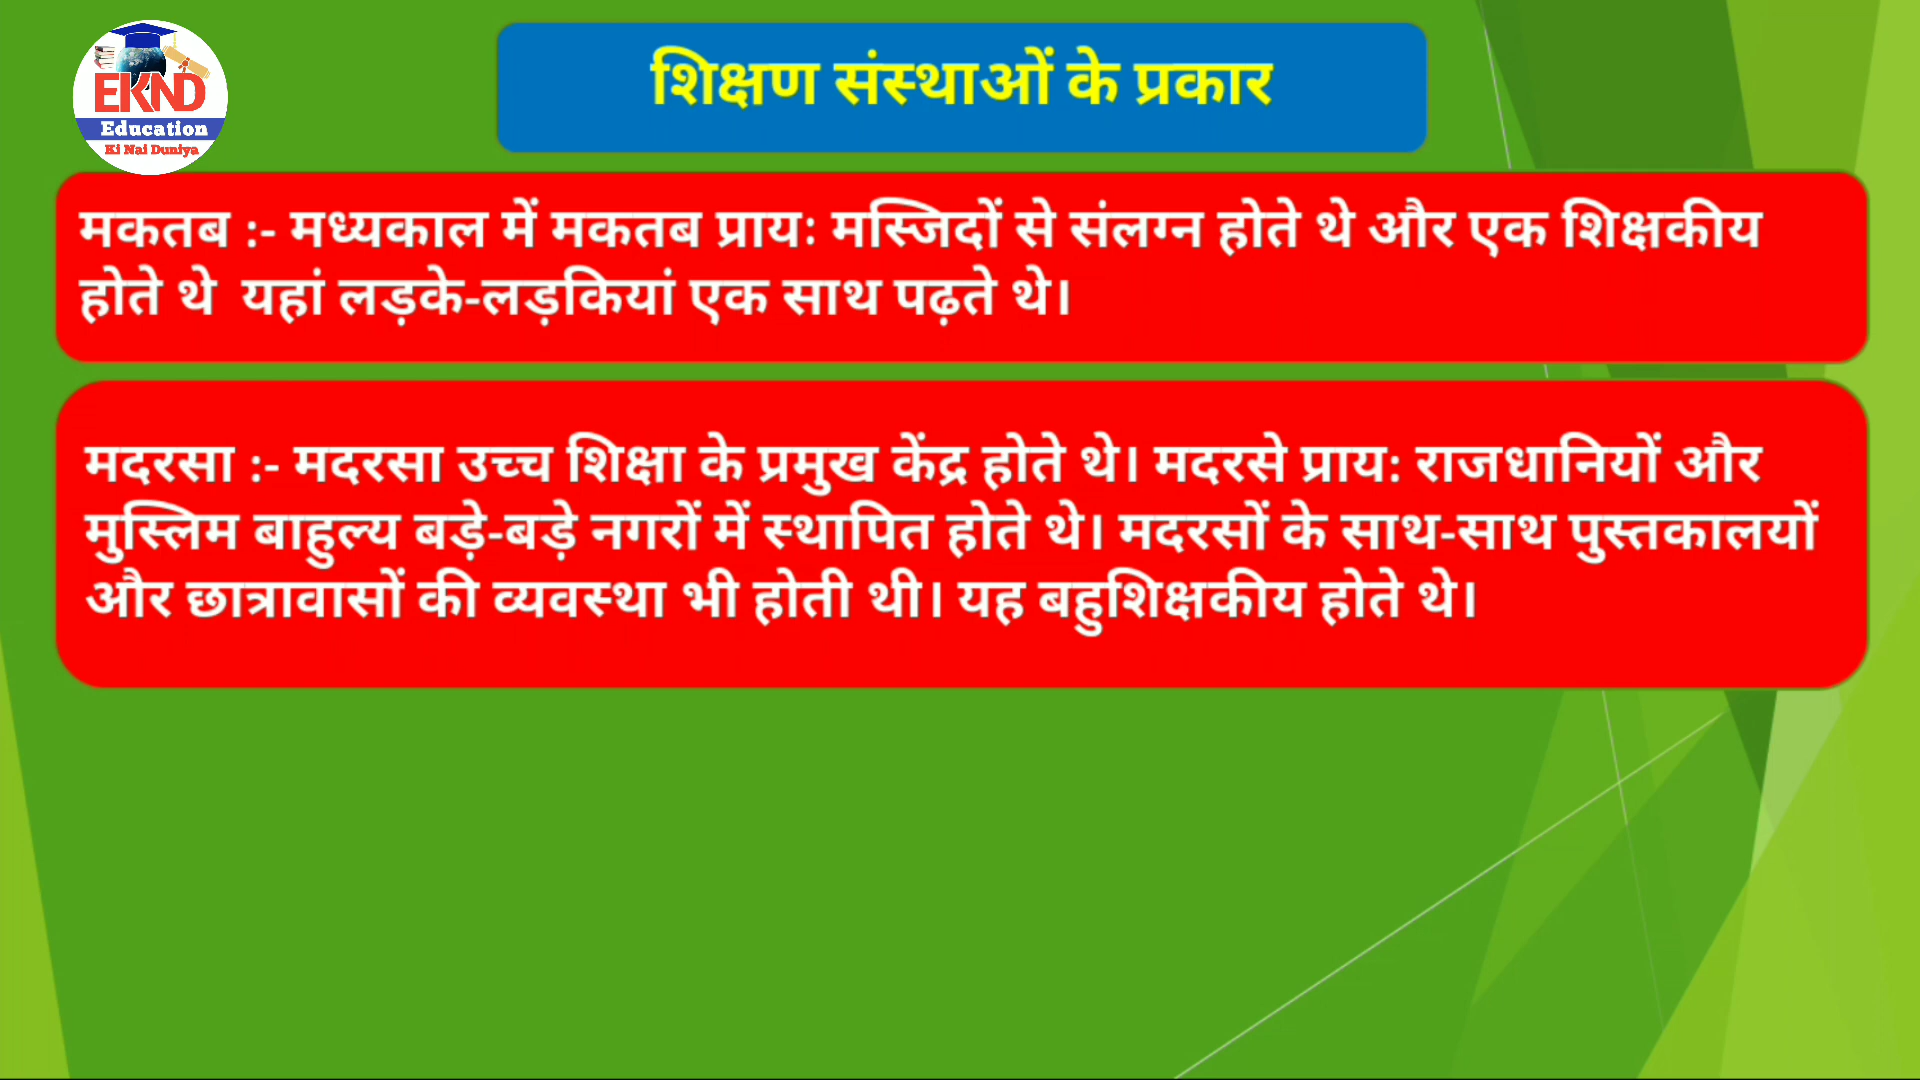 EKND
Education
Ki Nai Duniya
शिक्षण संस्थाओं के प्रकार
मकतब :- मध्यकाल में मकतब प्रायः मस्जिदों से संलग्न होते थे और एक शिक्षकीय
होते थे यहां लड़के-लड़कियां एक साथ पढ़ते थे।
मदरसा :- मदरसा उच्च शिक्षा के प्रमुख केंद्र होते थे। मदरसे प्राय: राजधानियों और
मुस्लिम बाहुल्य बड़े-बड़े नगरों में स्थापित होते थे। मदरसों के साथ-साथ पुस्तकालयों
और छात्रावासों की व्यवस्था भी होती थी। यह बहुशिक्षकीय होते थे।